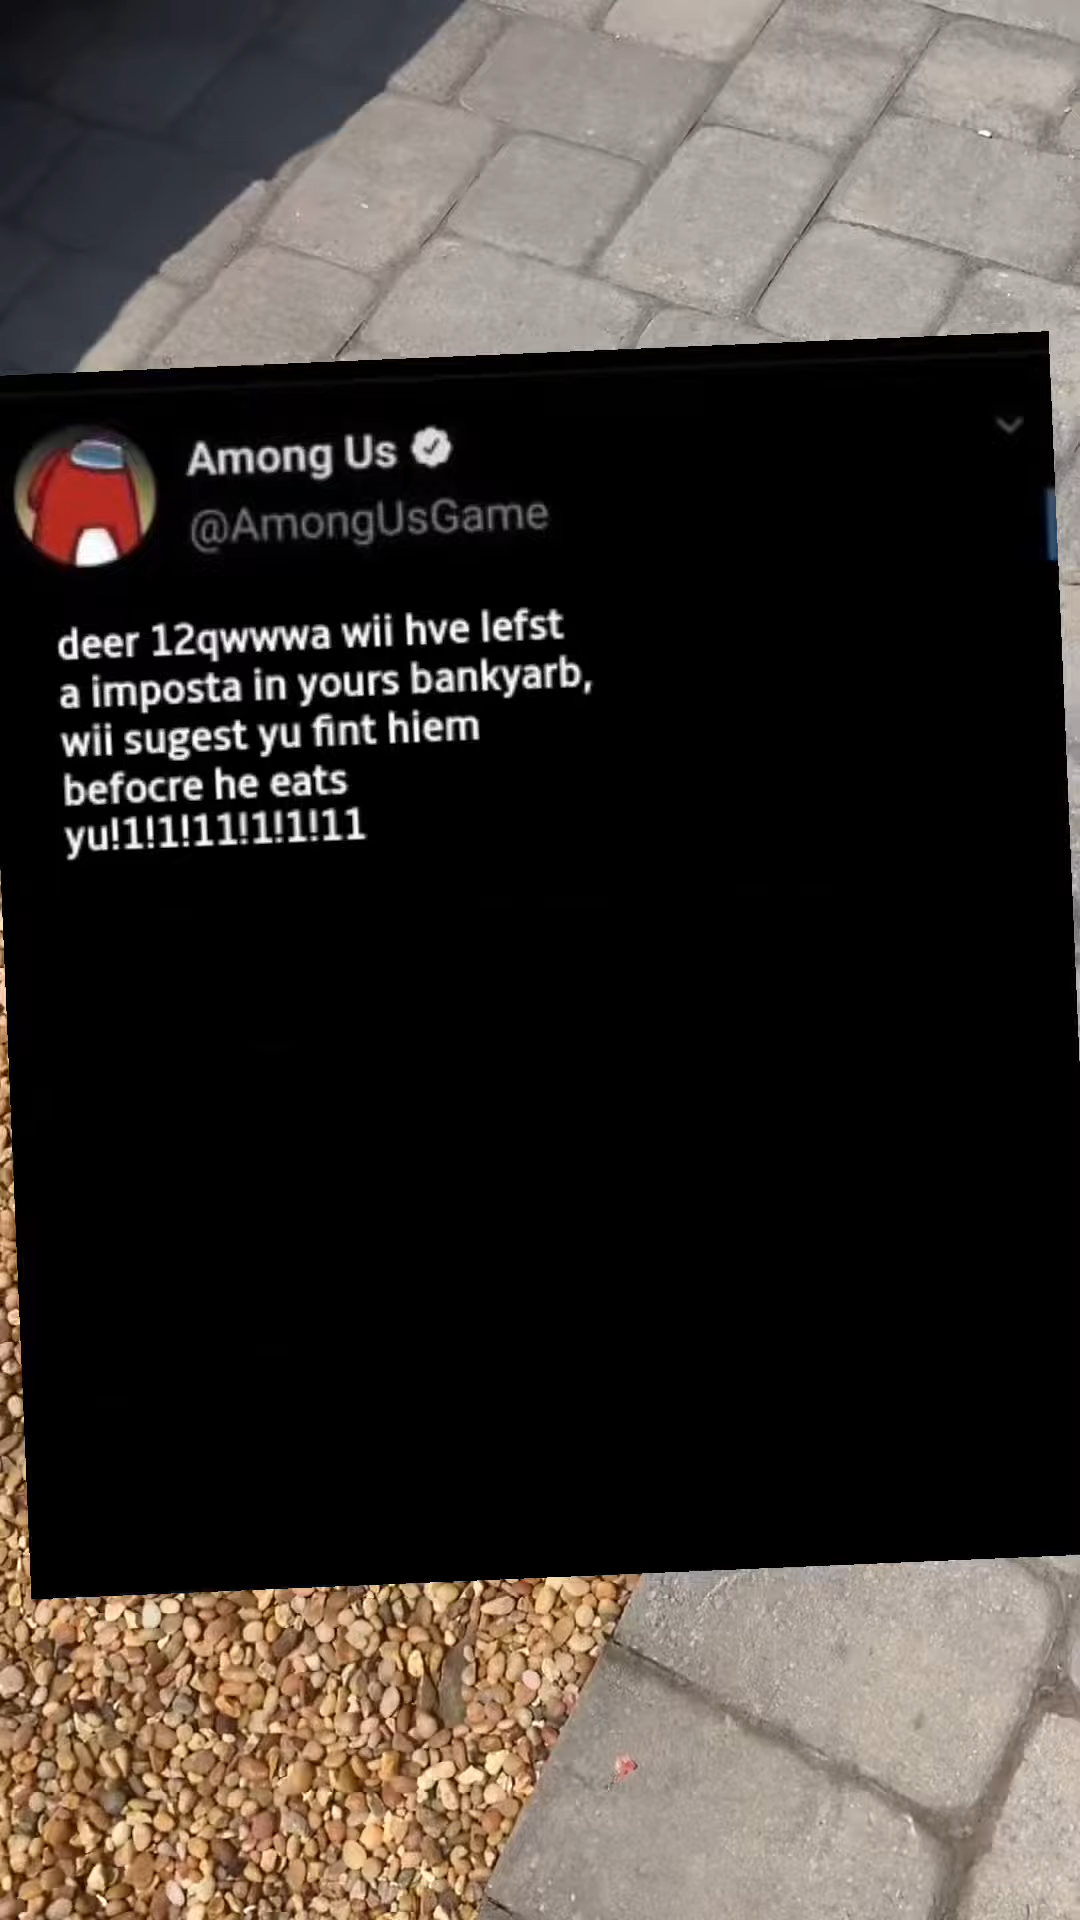 Among Us
@AmongUsGame
deer 12qwwwa wii hve lefst
a imposta in yours bankyarb,
wii sugest yu fint hiem
befocre he eats
yu!1!1!11!1!1!11